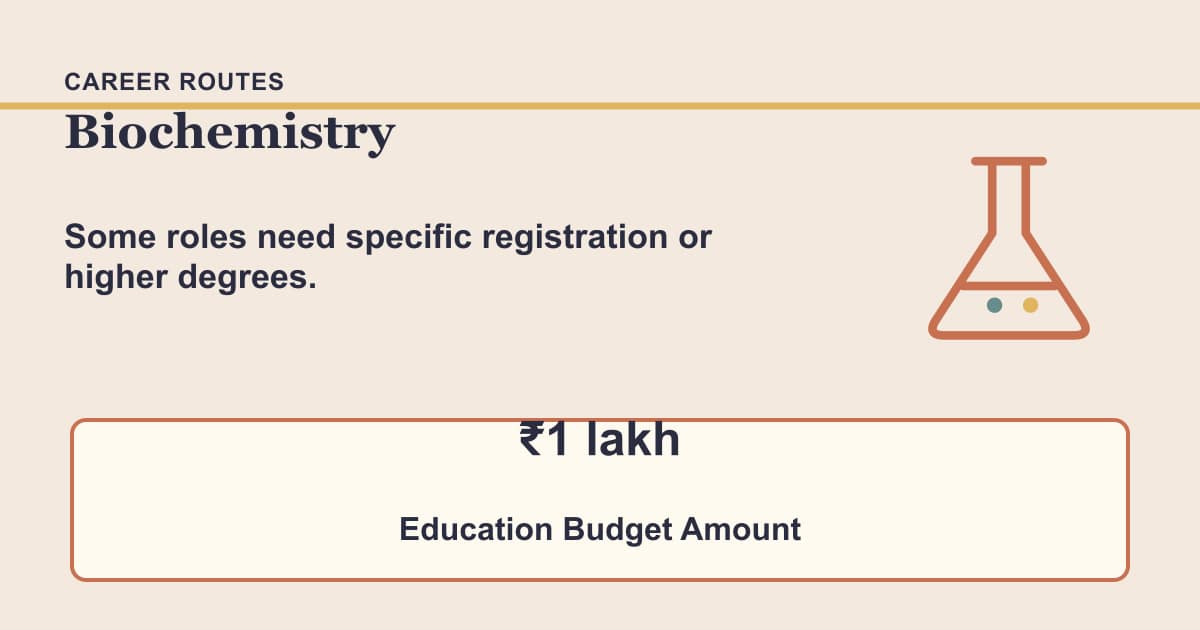 CAREER ROUTES
Biochemistry
Some roles need specific registration or
higher degrees.
₹1 lakh
Education Budget Amount